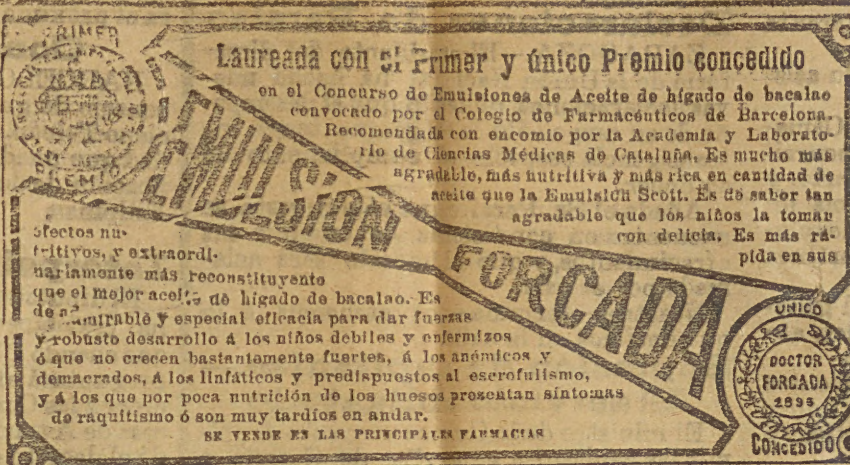 PRIMER
PREMIO
Laureada con el Primer y único Premio concedido
en el Concurso de Emulsiones de Aceite de hígado de bacalao
convocado por el Colegio de Farmacéuticos de Barcelona.
Recomendada con encomio por la Academia y Laborato-
rio de Ciencias Médicas de Cataluña. Es mucho más
agradable, más nutritiva y más rica en cantidad de
aceite que la Emulsión Scott. Es de sabor tan
agradable que los niños la toman
con delicia. Es más rá-
pida en sus
EMULSIÓN
FORCADA
efectos nu-
tritivos, y extraordi-
nariamente más reconstituyente
que el mejor aceite de hígado de bacalao. Es
de admirable y especial eficacia para dar fuerzas
y robusto desarrollo á los niños débiles y enfermizos
ó que no crecen bastantemente fuertes, á los anémicos y
demacrados, á los linfáticos y predispuestos al escrofulismo,
y á los que por poca nutrición de los huesos presentan síntomas
de raquitismo ó son muy tardíos en andar.
SE VENDE EN LAS PRINCIPALES FARMACIAS
UNICO
DOCTOR
FORCADA
1893
CONCEDIDO